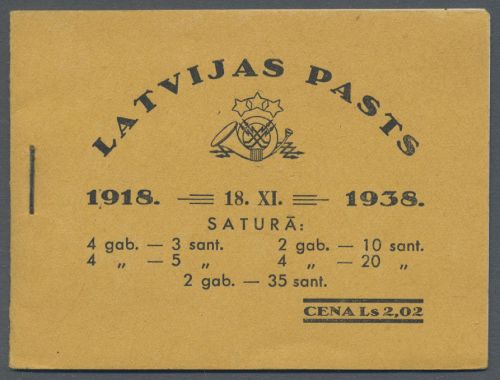 LATVIJAS PASTS
1918. 18. XI. 1938.
SATURĀ:
4 gab. — 3 sant. 2 gab. — 10 sant.
4 „ — 5 „ 4 „ — 20 „
2 gab. — 35 sant.
CENA Ls 2,02